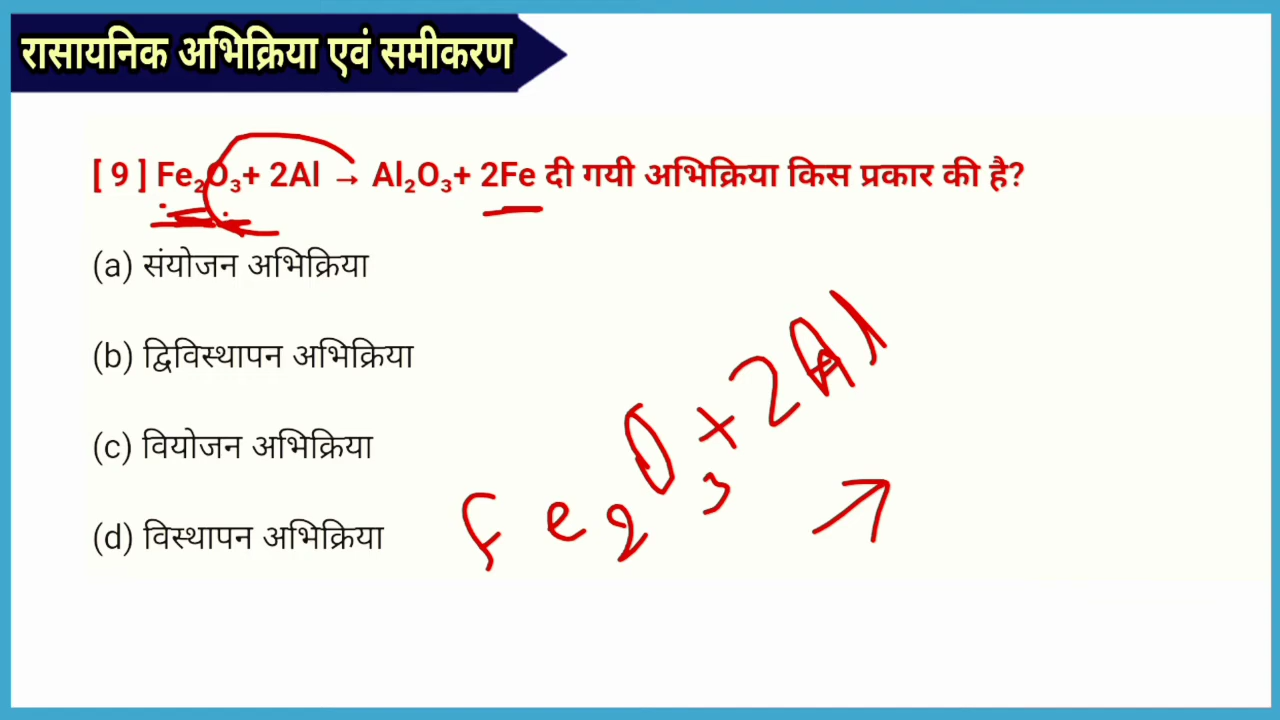 रासायनिक अभिक्रिया एवं समीकरण
[ 9 ] Fe₂O₃+ 2Al → Al₂O₃+ 2Fe दी गयी अभिक्रिया किस प्रकार की है?
(a) संयोजन अभिक्रिया
(b) द्विविस्थापन अभिक्रिया
(c) वियोजन अभिक्रिया
(d) विस्थापन अभिक्रिया
Fe₂O₃+2Al →